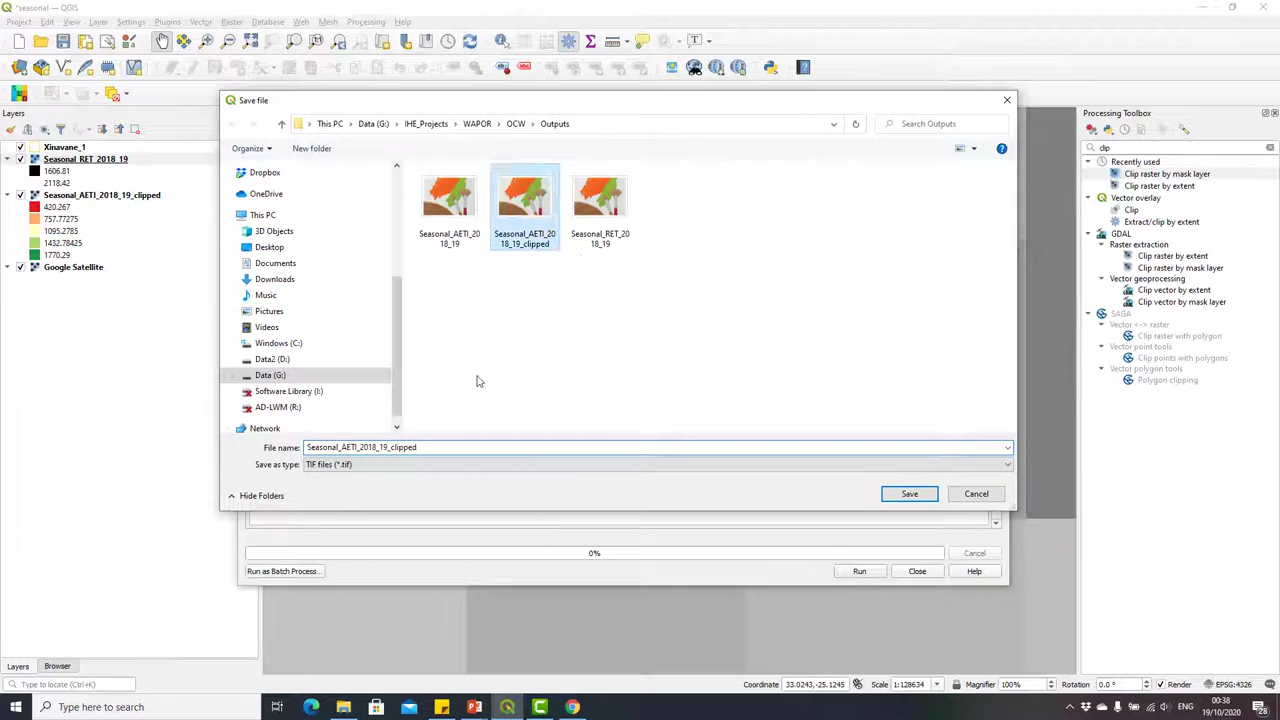 *seasonal — QGIS
Project Edit View Layer Settings Plugins Vector Raster Database Web Mesh Processing Help
Layers
Xinavane_1
Seasonal_RET_2018_19
1606.81
2118.42
Seasonal_AETI_2018_19_clipped
420.267
757.77275
1095.2785
1432.78425
1770.29
Google Satellite
Save file
This PC > Data (G:) > IHE_Projects > WAPOR > OCW > Outputs
Search Outputs
Organize New folder
Dropbox
OneDrive
This PC
3D Objects
Desktop
Documents
Downloads
Music
Pictures
Videos
Windows (C:)
Data2 (D:)
Data (G:)
Software Library (I:)
AD-LWM (R:)
Network
Seasonal_AETI_20
18_19
Seasonal_AETI_20
18_19_clipped
Seasonal_RET_20
18_19
File name: Seasonal_AETI_2018_19_clipped
Save as type: TIF files (*.tif)
Hide Folders
Save Cancel
0%
Cancel
Run as Batch Process...
Run Close Help
Processing Toolbox
clip
Recently used
Clip raster by mask layer
Clip raster by extent
Vector overlay
Clip
Extract/clip by extent
GDAL
Raster extraction
Clip raster by extent
Clip raster by mask layer
Vector geoprocessing
Clip vector by extent
Clip vector by mask layer
SAGA
Vector <-> raster
Clip raster with polygon
Vector point tools
Clip points with polygons
Vector polygon tools
Polygon clipping
Layers Browser
Type to locate (Ctrl+K)
Coordinate 33.0243,-25.1245 Scale 1:128634 Magnifier 100% Rotation 0.0 ° Render EPSG:4326
Type here to search
00:38
19/10/2020
28